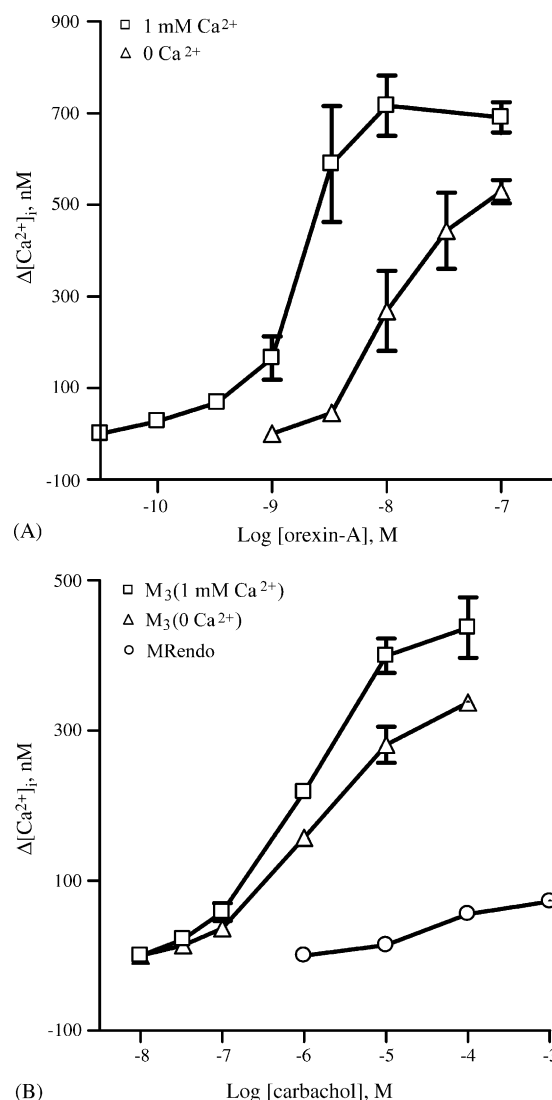 900
1 mM Ca²⁺
0 Ca²⁺
700
500
300
100
-100
Δ[Ca²⁺]ᵢ, nM
-10
-9
-8
-7
(A)
Log [orexin-A], M
500
M₃(1 mM Ca²⁺)
M₃(0 Ca²⁺)
MRendo
300
100
-100
Δ[Ca²⁺]ᵢ, nM
-8
-7
-6
-5
-4
-3
(B)
Log [carbachol], M